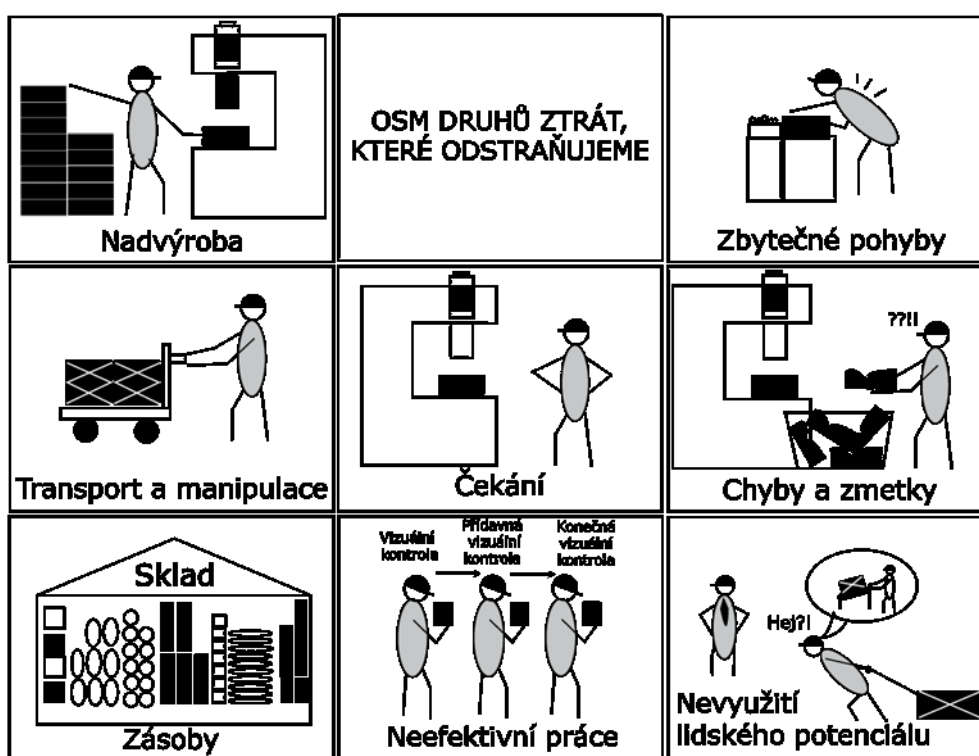 OSM DRUHŮ ZTRÁT,
KTERÉ ODSTRAŇUJEME
Nadvýroba
Zbytečné pohyby
??!!
Transport a manipulace
Čekání
Chyby a zmetky
Sklad
Zásoby
Vizuální
kontrola
Přídavná
vizuální
kontrola
Konečná
vizuální
kontrola
Neefektivní práce
Hej?!
Nevyužití
lidského potenciálu